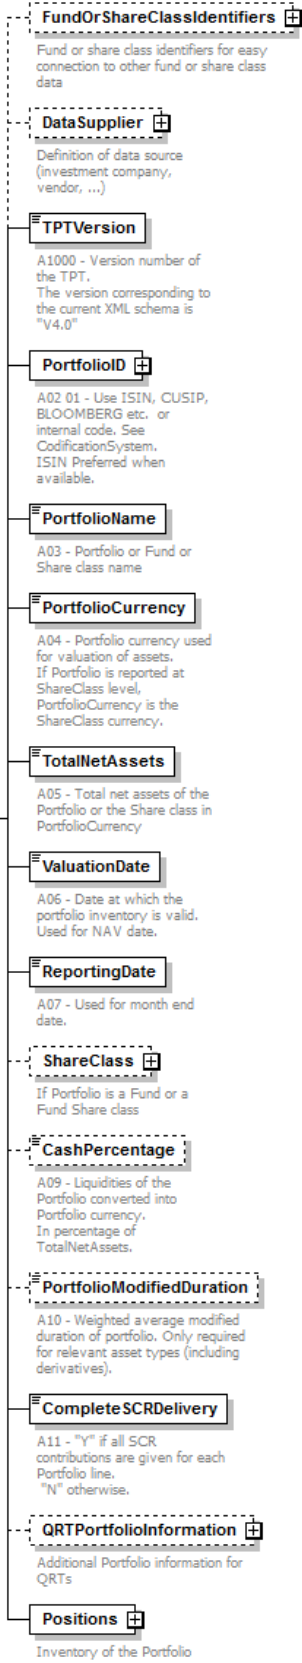 FundOrShareClassIdentifiers
Fund or share class identifiers for easy
connection to other fund or share class
data
DataSupplier
Definition of data source
(investment company,
vendor, ...)
TPTVersion
A1000 - Version number of
the TPT.
The version corresponding to
the current XML schema is
"V4.0"
PortfolioID
A02 01 - Use ISIN, CUSIP,
BLOOMBERG etc. or
internal code. See
CodificationSystem.
ISIN Preferred when
available.
PortfolioName
A03 - Portfolio or Fund or
Share class name
PortfolioCurrency
A04 - Portfolio currency used
for valuation of assets.
If Portfolio is reported at
ShareClass level,
PortfolioCurrency is the
ShareClass currency.
TotalNetAssets
A05 - Total net assets of the
Portfolio or the Share class in
PortfolioCurrency
ValuationDate
A06 - Date at which the
portfolio inventory is valid.
Used for NAV date.
ReportingDate
A07 - Used for month end
date.
ShareClass
If Portfolio is a Fund or a
Fund Share class
CashPercentage
A09 - Liquidities of the
Portfolio converted into
Portfolio currency.
In percentage of
TotalNetAssets.
PortfolioModifiedDuration
A10 - Weighted average modified
duration of portfolio. Only required
for relevant asset types (including
derivatives).
CompleteSCRDelivery
A11 - "Y" if all SCR
contributions are given for each
Portfolio line.
"N" otherwise.
QRTPortfolioInformation
Additional Portfolio information for
QRTs
Positions
Inventory of the Portfolio